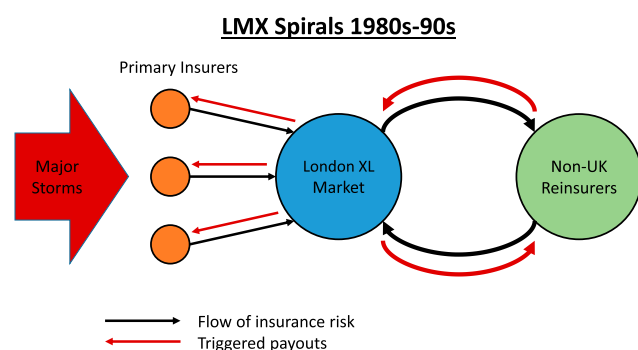 LMX Spirals 1980s-90s
Primary Insurers
Major
Storms
London XL
Market
Non-UK
Reinsurers
Flow of insurance risk
Triggered payouts